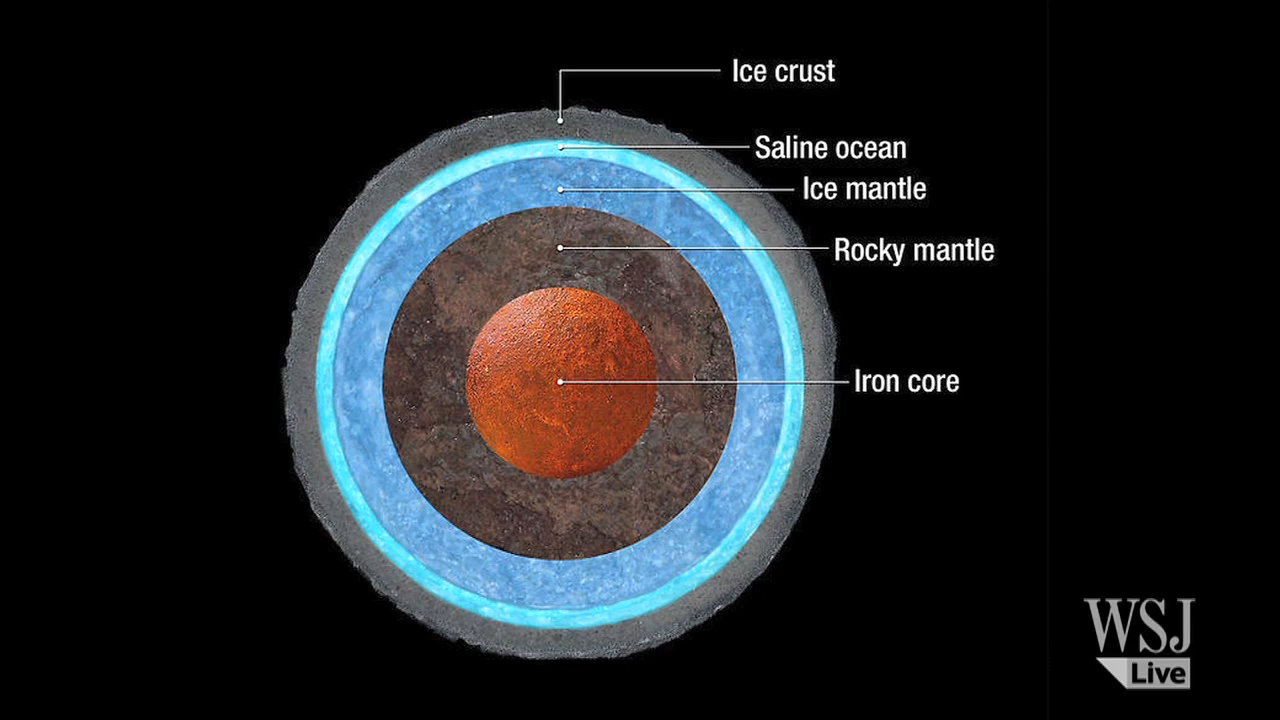 Ice crust
Saline ocean
Ice mantle
Rocky mantle
Iron core
WSJ
Live